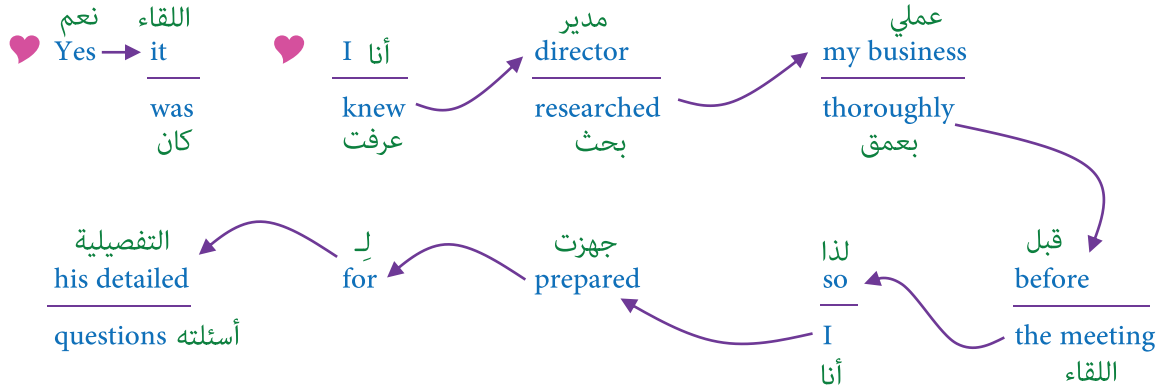 نعم
اللقاء
Yes it
was
كان
I أنا
knew
عرفت
مدير
director
researched
بحث
عملي
my business
thoroughly
بعمق
قبل
before
the meeting
اللقاء
لذا
so
I
أنا
جهزت
prepared
لِـ
for
التفصيلية
his detailed
questions أسئلته